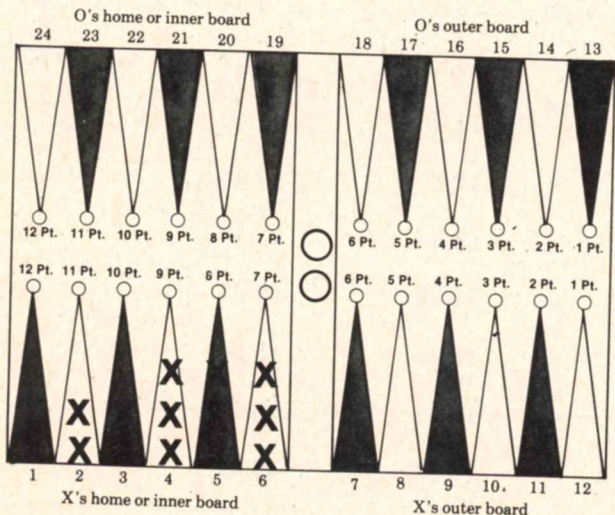 O's home or inner board O's outer board
24 23 22 21 20 19 18 17 16 15 14 13
12 Pt. 11 Pt. 10 Pt. 9 Pt. 8 Pt. 7 Pt. 6 Pt. 5 Pt. 4 Pt. 3 Pt. 2 Pt. 1 Pt.
12 Pt. 11 Pt. 10 Pt. 9 Pt. 6 Pt. 7 Pt. 6 Pt. 5 Pt. 4 Pt. 3 Pt. 2 Pt. 1 Pt.
X X
X X X
X X X
1 2 3 4 5 6 7 8 9 10. 11 12
X's home or inner board X's outer board